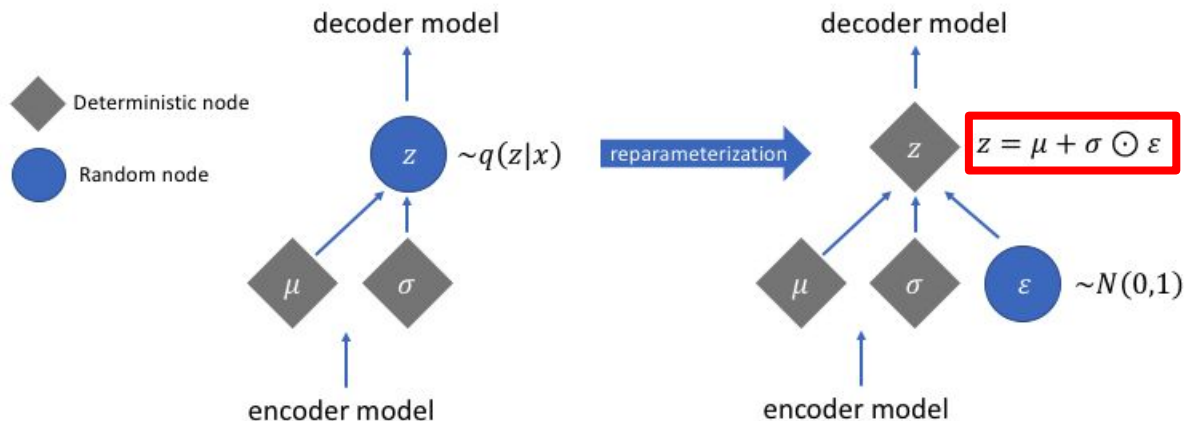 decoder model
decoder model
Deterministic node
Random node
z
~q(z|x)
reparameterization
z
z = μ + σ ⊙ ε
μ
σ
μ
σ
ε
~N(0,1)
encoder model
encoder model